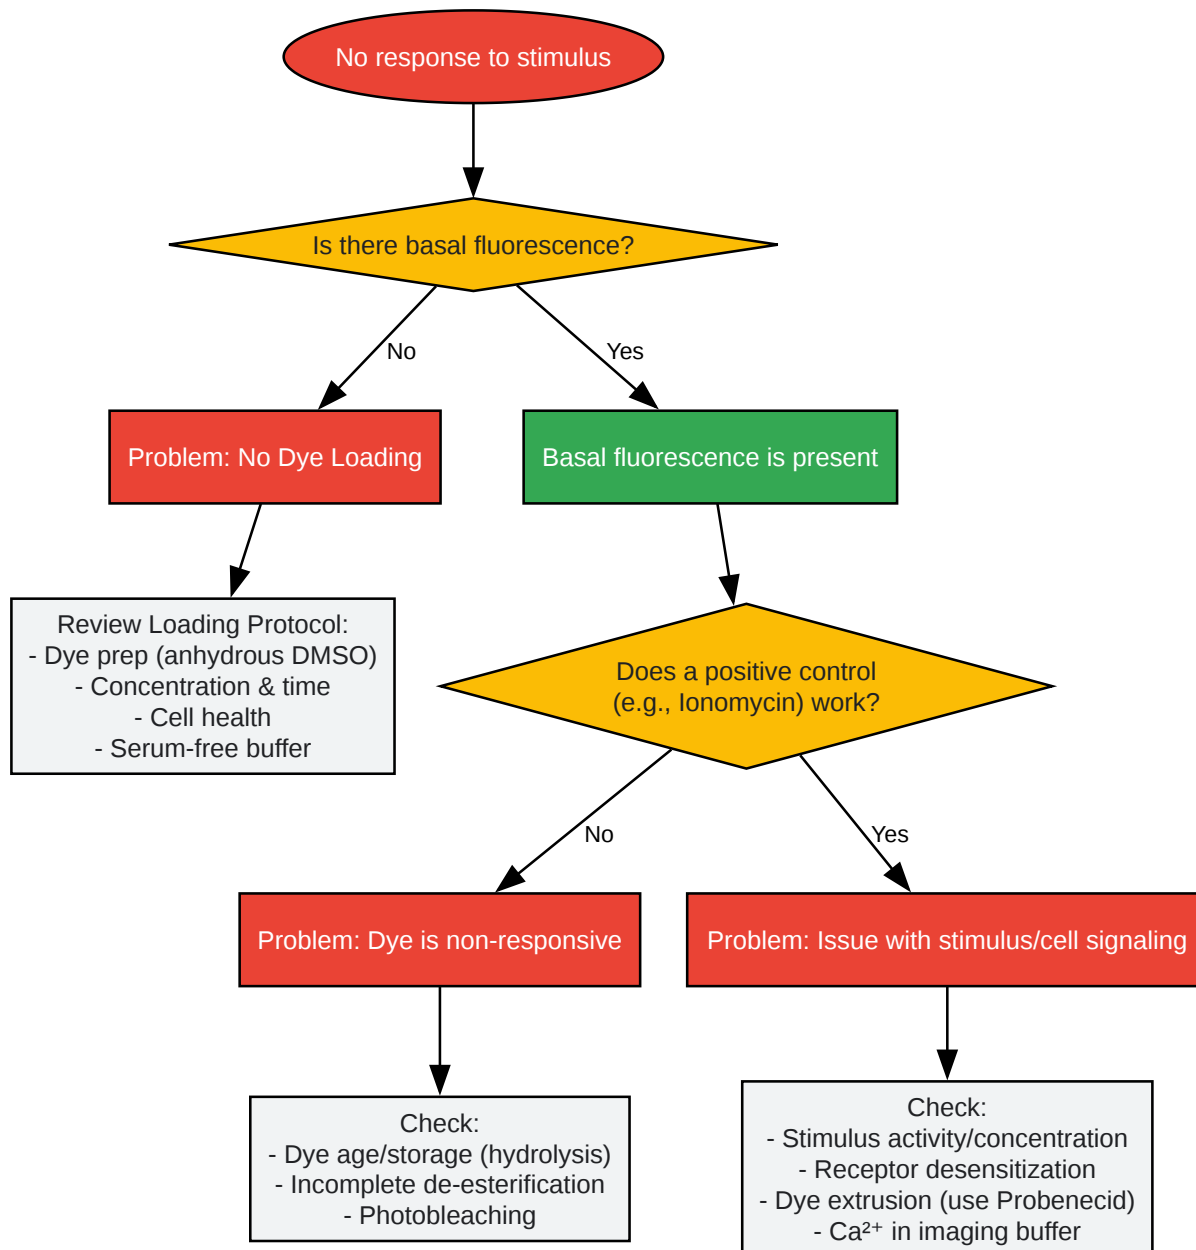 No response to stimulus
Is there basal fluorescence?
No
Yes
Problem: No Dye Loading
Basal fluorescence is present
Review Loading Protocol:
- Dye prep (anhydrous DMSO)
- Concentration & time
- Cell health
- Serum-free buffer
Does a positive control
(e.g., Ionomycin) work?
No
Yes
Problem: Dye is non-responsive
Problem: Issue with stimulus/cell signaling
Check:
- Dye age/storage (hydrolysis)
- Incomplete de-esterification
- Photobleaching
Check:
- Stimulus activity/concentration
- Receptor desensitization
- Dye extrusion (use Probenecid)
- Ca²⁺ in imaging buffer